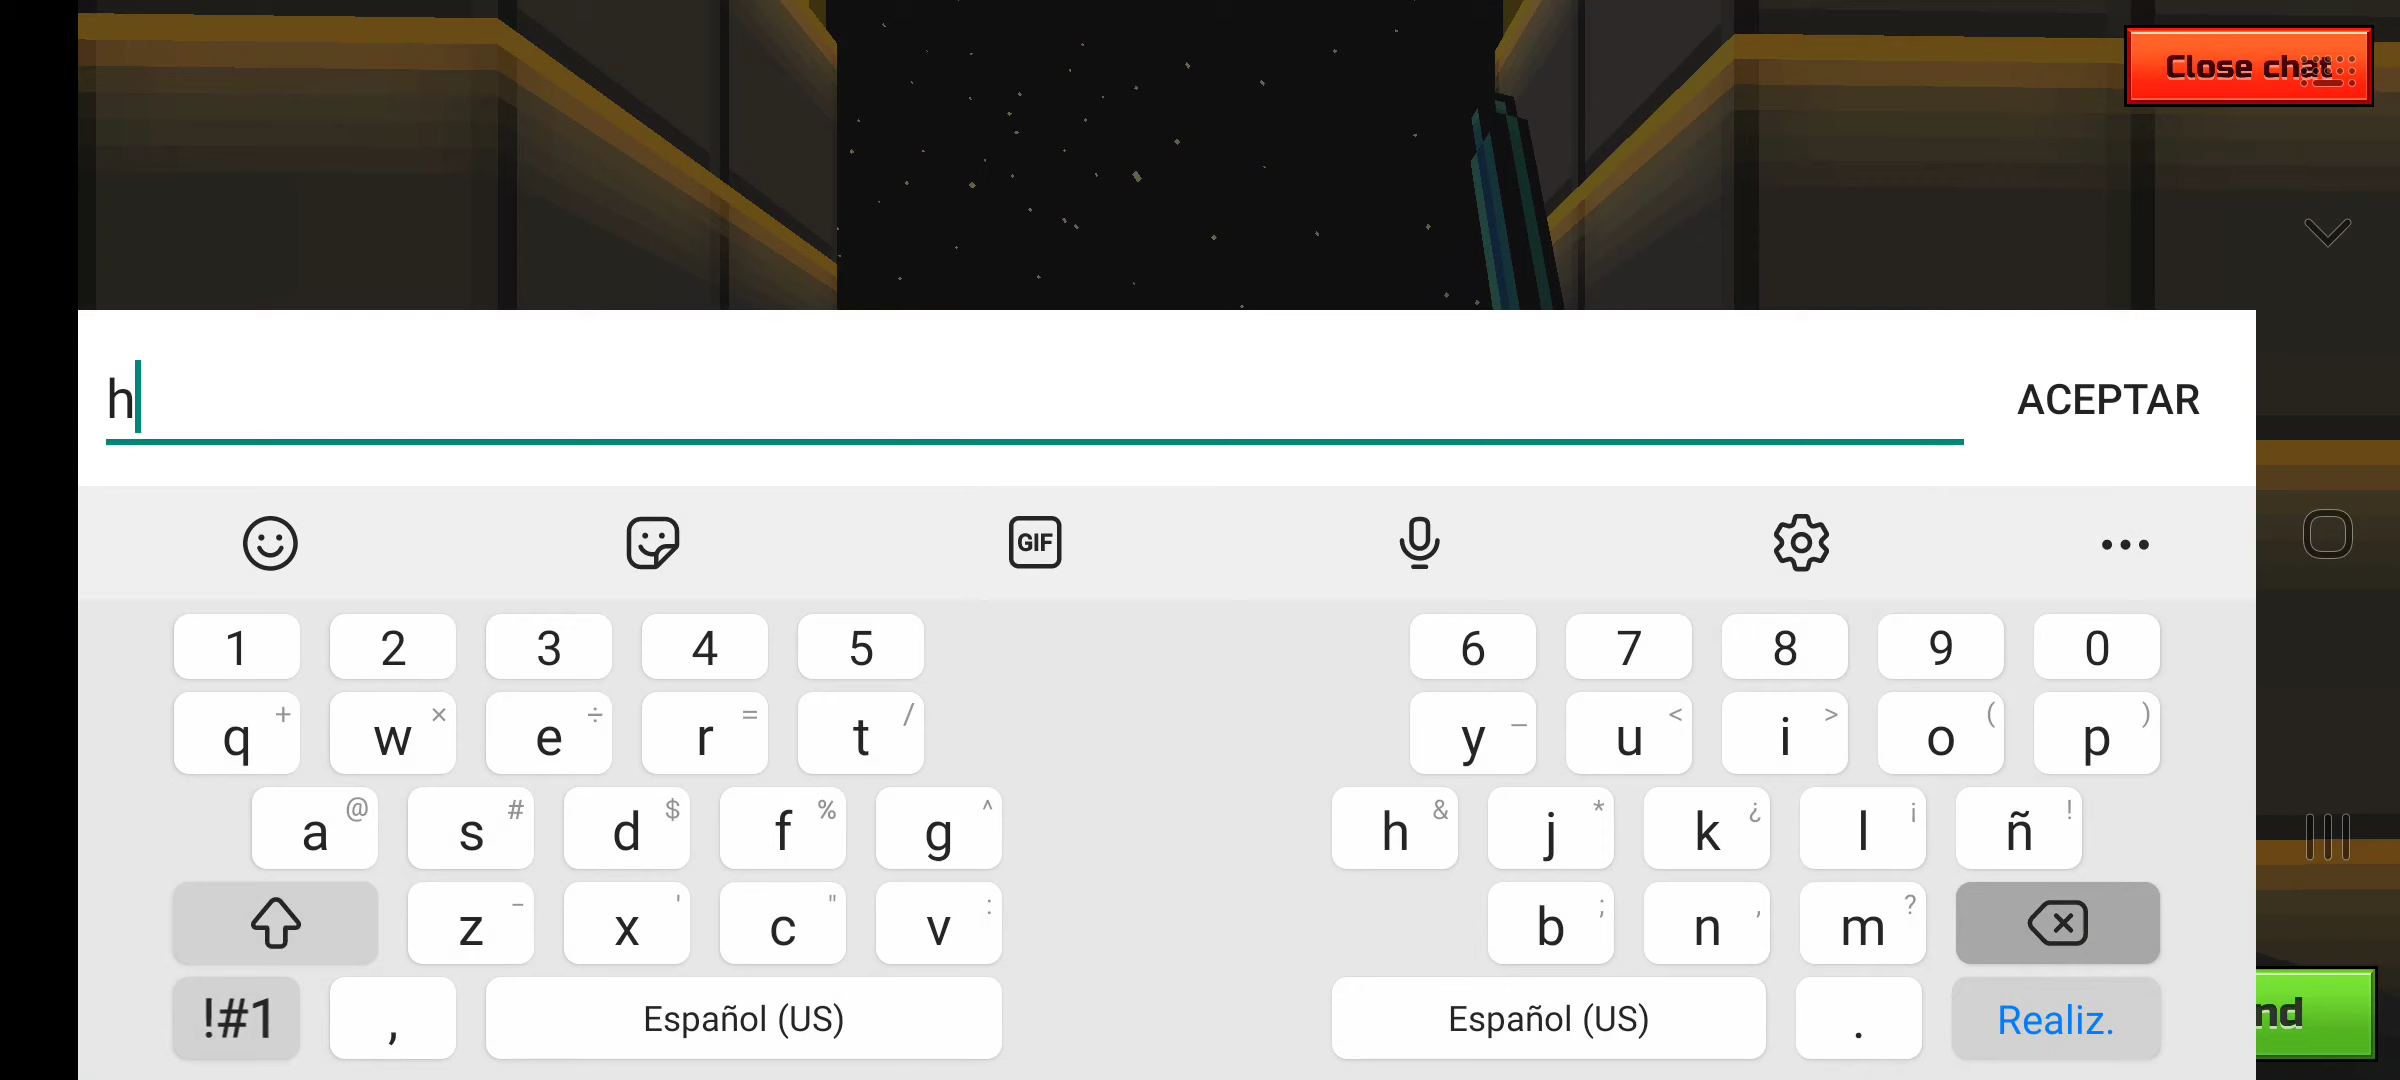 Close chat
h
ACEPTAR
GIF
1 2 3 4 5 6 7 8 9 0
q + w × e ÷ r = t / y _ u < i > o ( p )
a @ s # d $ f % g ^ h & j * k ¿ l ¡ ñ !
z - x ' c " v : b ; n , m ?
!#1 , Español (US) Español (US) . Realiz.
nd